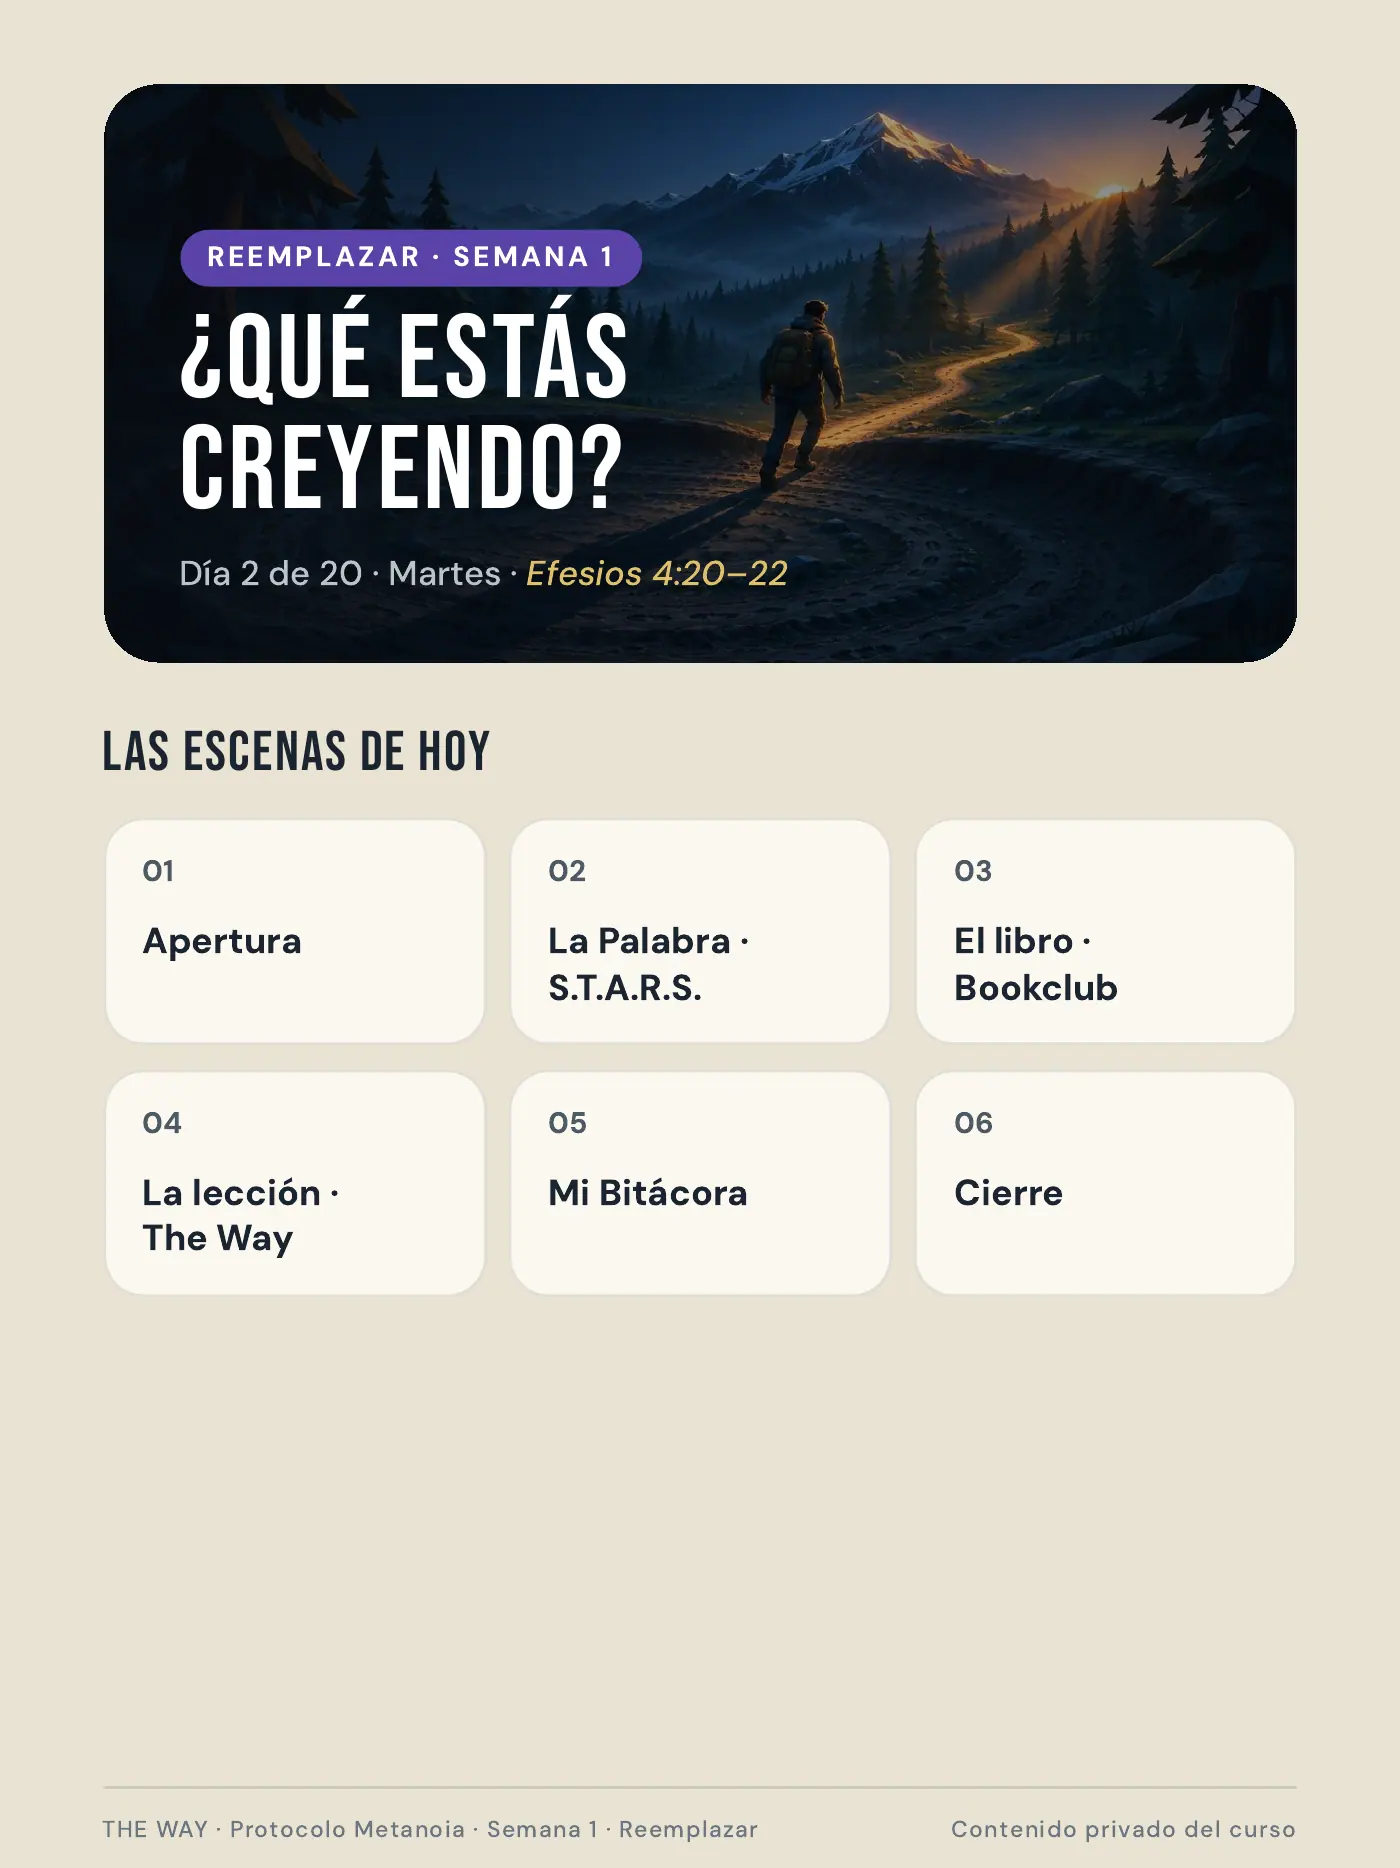 REEMPLAZAR · SEMANA 1
¿QUÉ ESTÁS
CREYENDO?
Día 2 de 20 · Martes · Efesios 4:20–22
LAS ESCENAS DE HOY
01
Apertura
02
La Palabra ·
S.T.A.R.S.
03
El libro ·
Bookclub
04
La lección ·
The Way
05
Mi Bitácora
06
Cierre
THE WAY · Protocolo Metanoia · Semana 1 · Reemplazar
Contenido privado del curso